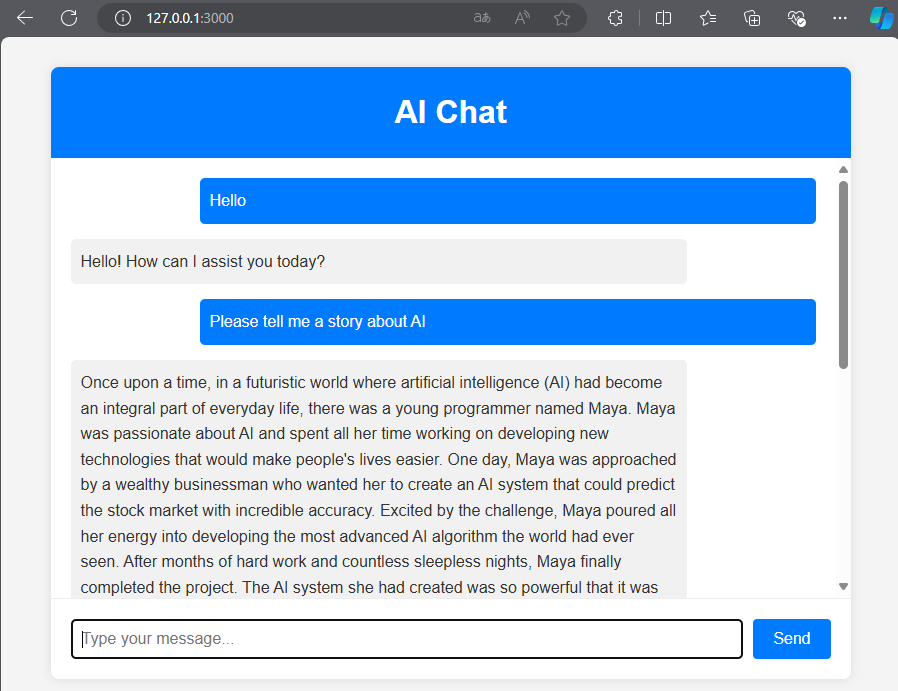 127.0.0.1:3000
AI Chat
Hello
Hello! How can I assist you today?
Please tell me a story about AI
Once upon a time, in a futuristic world where artificial intelligence (AI) had become
an integral part of everyday life, there was a young programmer named Maya. Maya
was passionate about AI and spent all her time working on developing new
technologies that would make people's lives easier. One day, Maya was approached
by a wealthy businessman who wanted her to create an AI system that could predict
the stock market with incredible accuracy. Excited by the challenge, Maya poured all
her energy into developing the most advanced AI algorithm the world had ever
seen. After months of hard work and countless sleepless nights, Maya finally
completed the project. The AI system she had created was so powerful that it was
Type your message...
Send